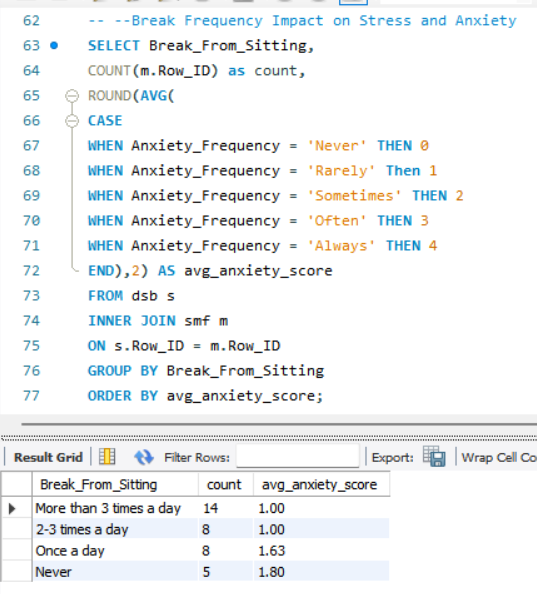 62 -- --Break Frequency Impact on Stress and Anxiety
63 SELECT Break_From_Sitting,
64 COUNT(m.Row_ID) as count,
65 ROUND(AVG(
66 CASE
67 WHEN Anxiety_Frequency = 'Never' THEN 0
68 WHEN Anxiety_Frequency = 'Rarely' Then 1
69 WHEN Anxiety_Frequency = 'Sometimes' THEN 2
70 WHEN Anxiety_Frequency = 'Often' THEN 3
71 WHEN Anxiety_Frequency = 'Always' THEN 4
72 END),2) AS avg_anxiety_score
73 FROM dsb s
74 INNER JOIN smf m
75 ON s.Row_ID = m.Row_ID
76 GROUP BY Break_From_Sitting
77 ORDER BY avg_anxiety_score;
Result Grid Filter Rows: Export: Wrap Cell Co
Break_From_Sitting count avg_anxiety_score
More than 3 times a day 14 1.00
2-3 times a day 8 1.00
Once a day 8 1.63
Never 5 1.80